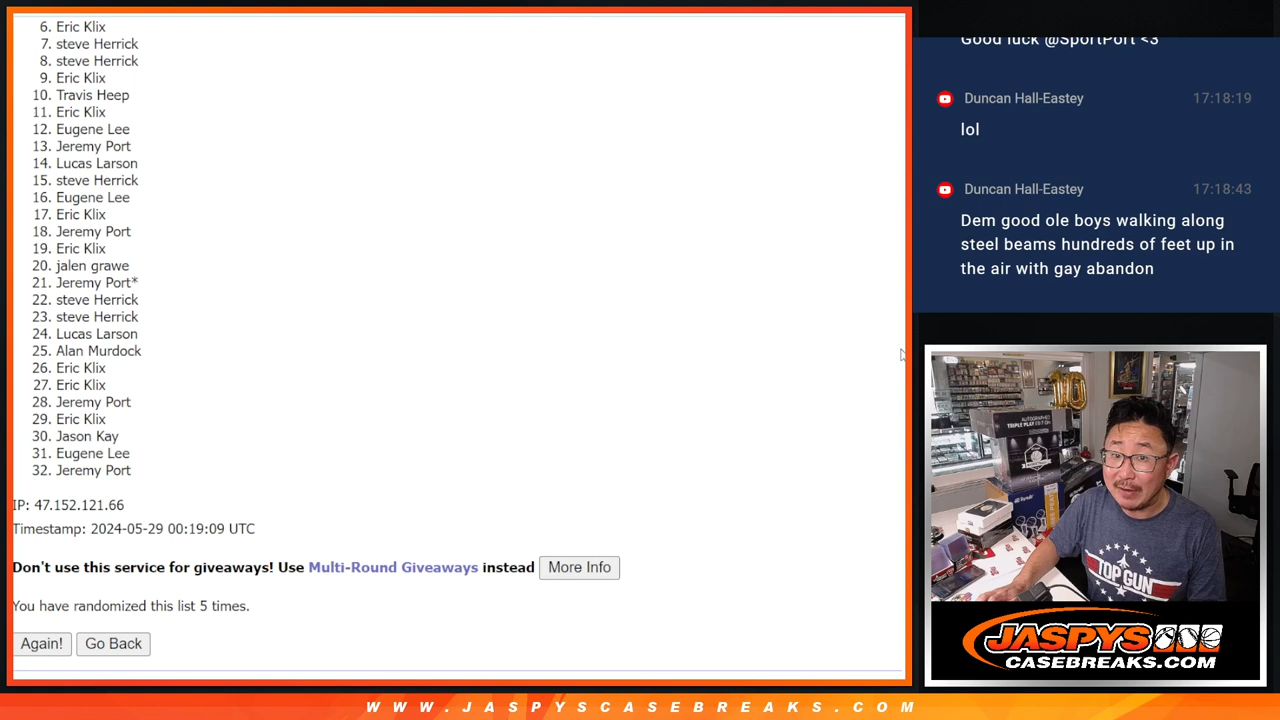 6. Eric Klix
7. steve Herrick
8. steve Herrick
9. Eric Klix
10. Travis Heep
11. Eric Klix
12. Eugene Lee
13. Jeremy Port
14. Lucas Larson
15. steve Herrick
16. Eugene Lee
17. Eric Klix
18. Jeremy Port
19. Eric Klix
20. jalen grawe
21. Jeremy Port*
22. steve Herrick
23. steve Herrick
24. Lucas Larson
25. Alan Murdock
26. Eric Klix
27. Eric Klix
28. Jeremy Port
29. Eric Klix
30. Jason Kay
31. Eugene Lee
32. Jeremy Port
IP: 47.152.121.66
Timestamp: 2024-05-29 00:19:09 UTC
Don't use this service for giveaways! Use Multi-Round Giveaways instead More Info
You have randomized this list 5 times.
Again! Go Back
Good luck @SportPort <3
Duncan Hall-Eastey 17:18:19
lol
Duncan Hall-Eastey 17:18:43
Dem good ole boys walking along
steel beams hundreds of feet up in
the air with gay abandon
10
AUTOGRAPHED
TRIPLE PLAY
TOP GUN
JASPYS
CASEBREAKS.COM
WWW.JASPYSCASEBREAKS.COM